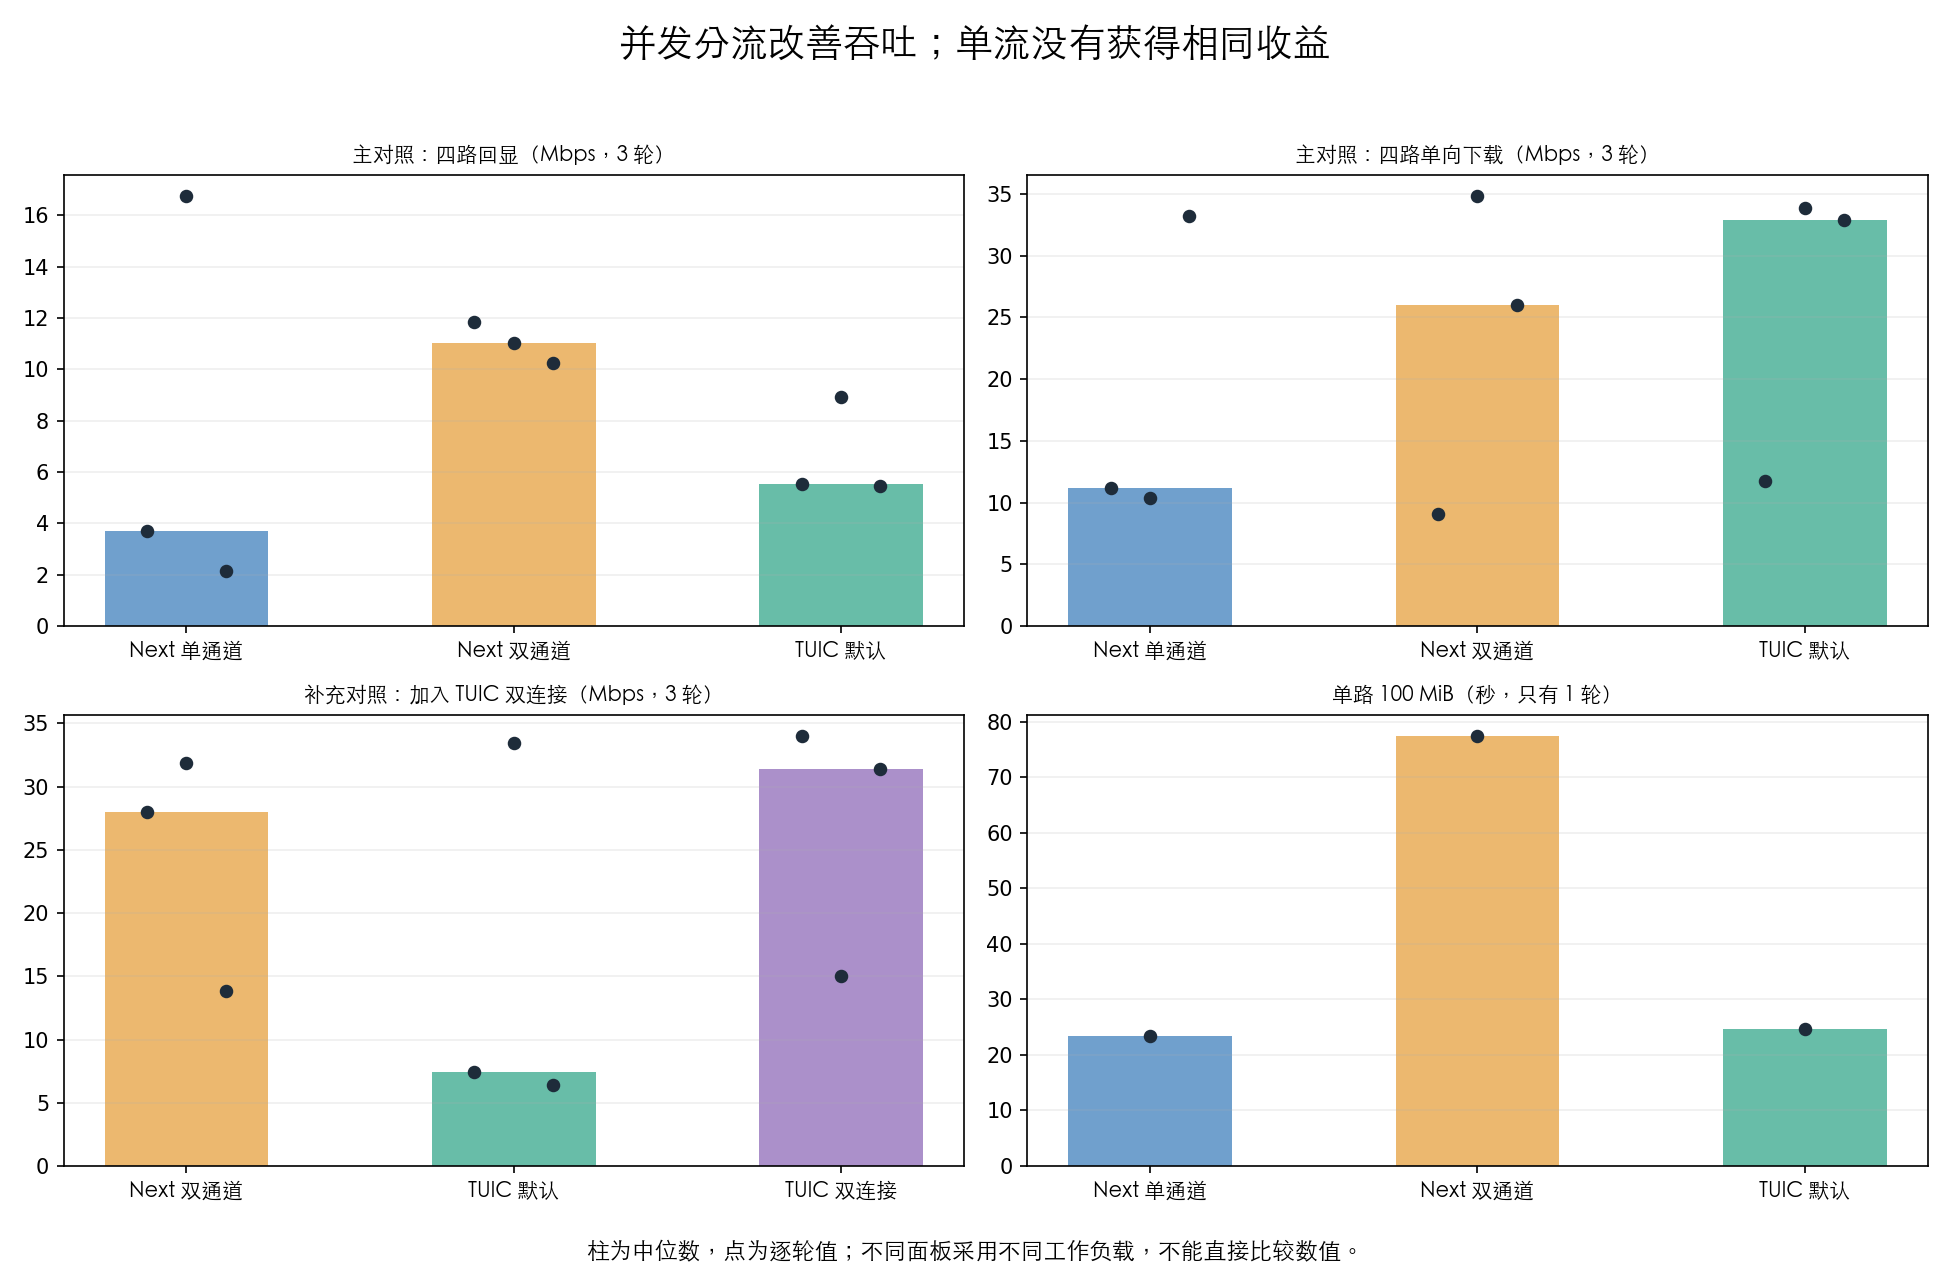 并发分流改善吞吐；单流没有获得相同收益
主对照：四路回显（Mbps，3 轮）
16
14
12
10
8
6
4
2
0
Next 单通道
Next 双通道
TUIC 默认
主对照：四路单向下载（Mbps，3 轮）
35
30
25
20
15
10
5
0
Next 单通道
Next 双通道
TUIC 默认
补充对照：加入 TUIC 双连接（Mbps，3 轮）
35
30
25
20
15
10
5
0
Next 双通道
TUIC 默认
TUIC 双连接
单路 100 MiB（秒，只有 1 轮）
80
70
60
50
40
30
20
10
0
Next 单通道
Next 双通道
TUIC 默认
柱为中位数，点为逐轮值；不同面板采用不同工作负载，不能直接比较数值。